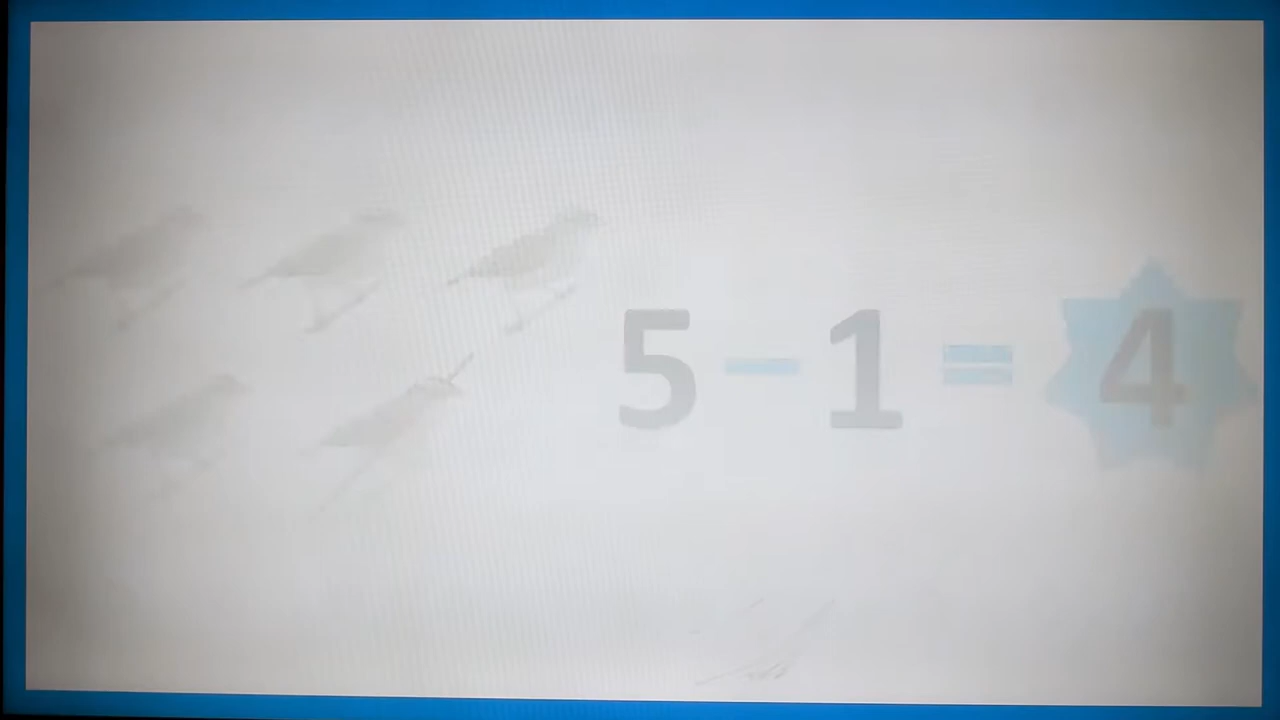 5 – 1 = 4